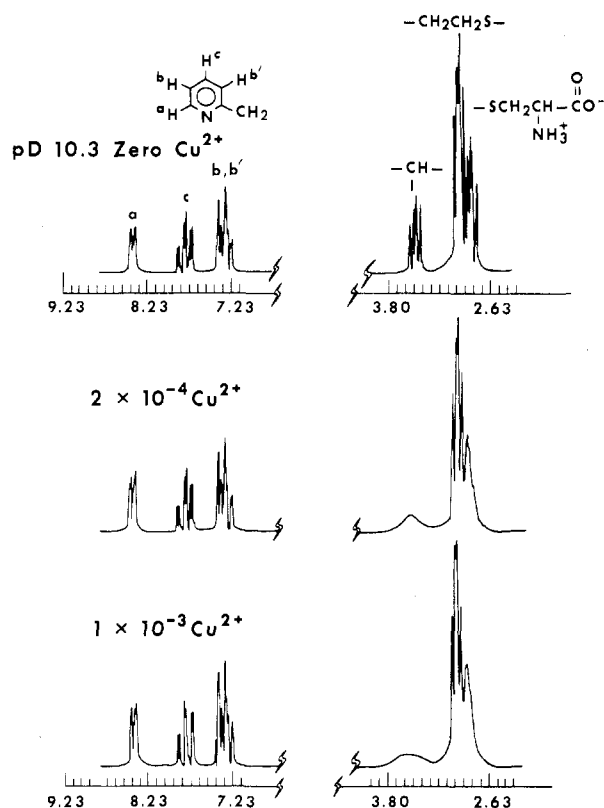 –CH2CH2S–
Hᶜ
ᵇH
Hᵇ′
ᵃH
N
CH2
–SCH2CH–CO⁻
O
NH3⁺
pD 10.3 Zero Cu²⁺
–CH–
a
c
b,b′
9.23 8.23 7.23
3.80 2.63
2 × 10⁻⁴ Cu²⁺
1 × 10⁻³ Cu²⁺
9.23 8.23 7.23
3.80 2.63